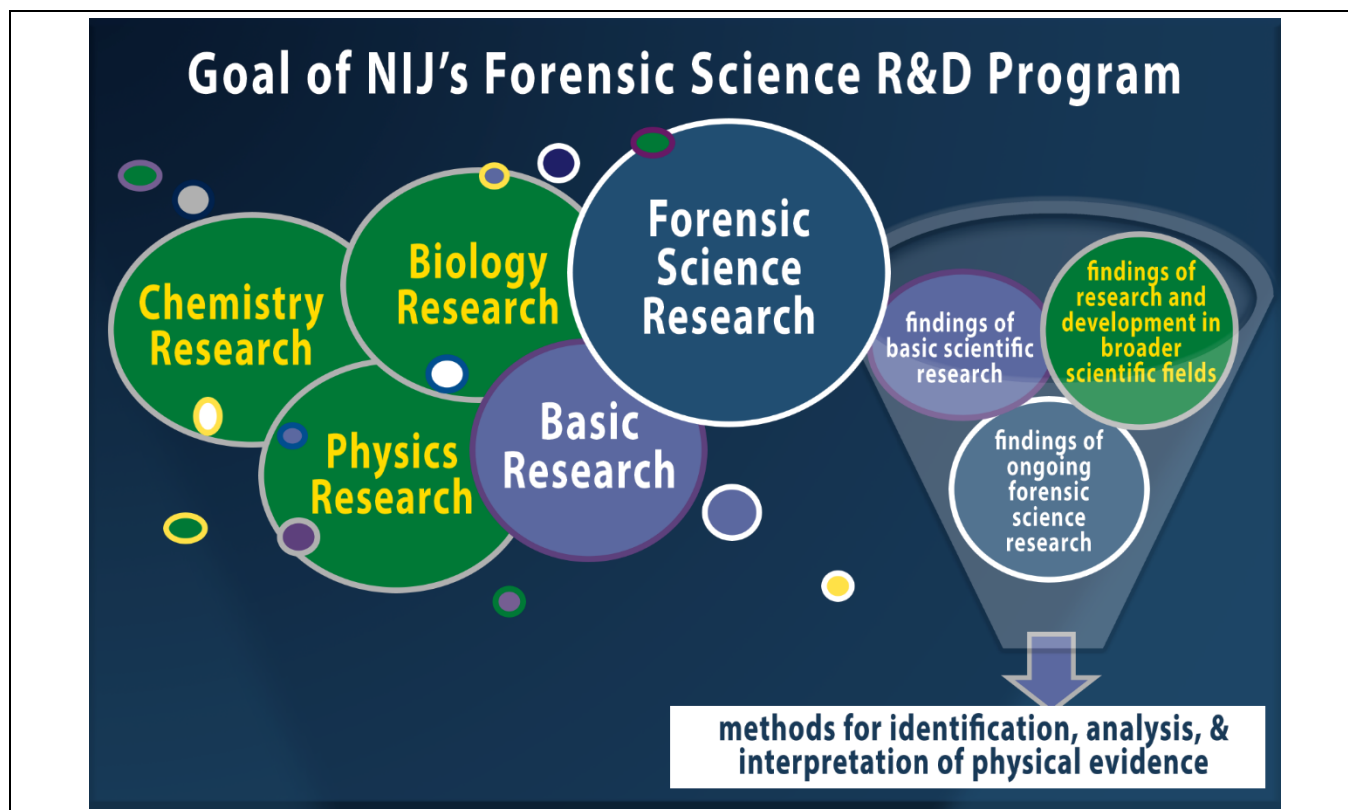 Goal of NIJ's Forensic Science R&D Program
Chemistry
Research
Biology
Research
Physics
Research
Basic
Research
Forensic
Science
Research
findings of
basic scientific
research
findings of
research and
development in
broader
scientific fields
findings of
ongoing
forensic
science
research
methods for identification, analysis, &
interpretation of physical evidence